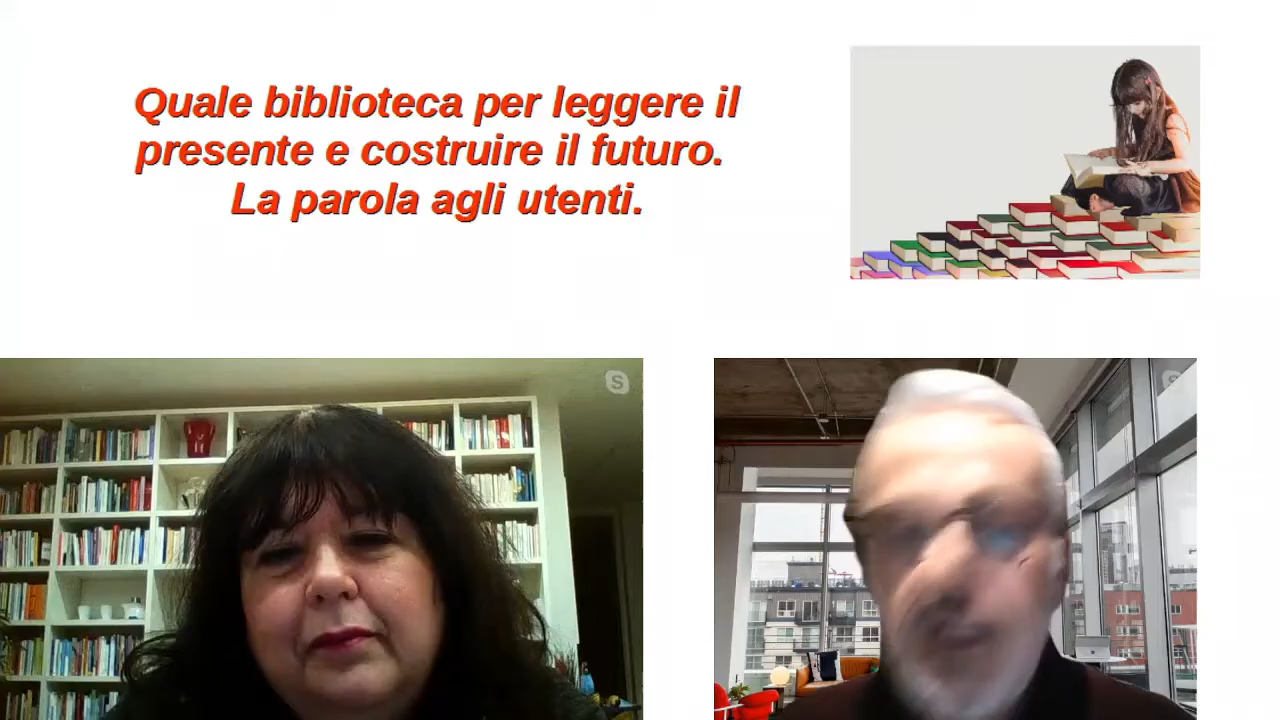 Quale biblioteca per leggere il
presente e costruire il futuro.
La parola agli utenti.